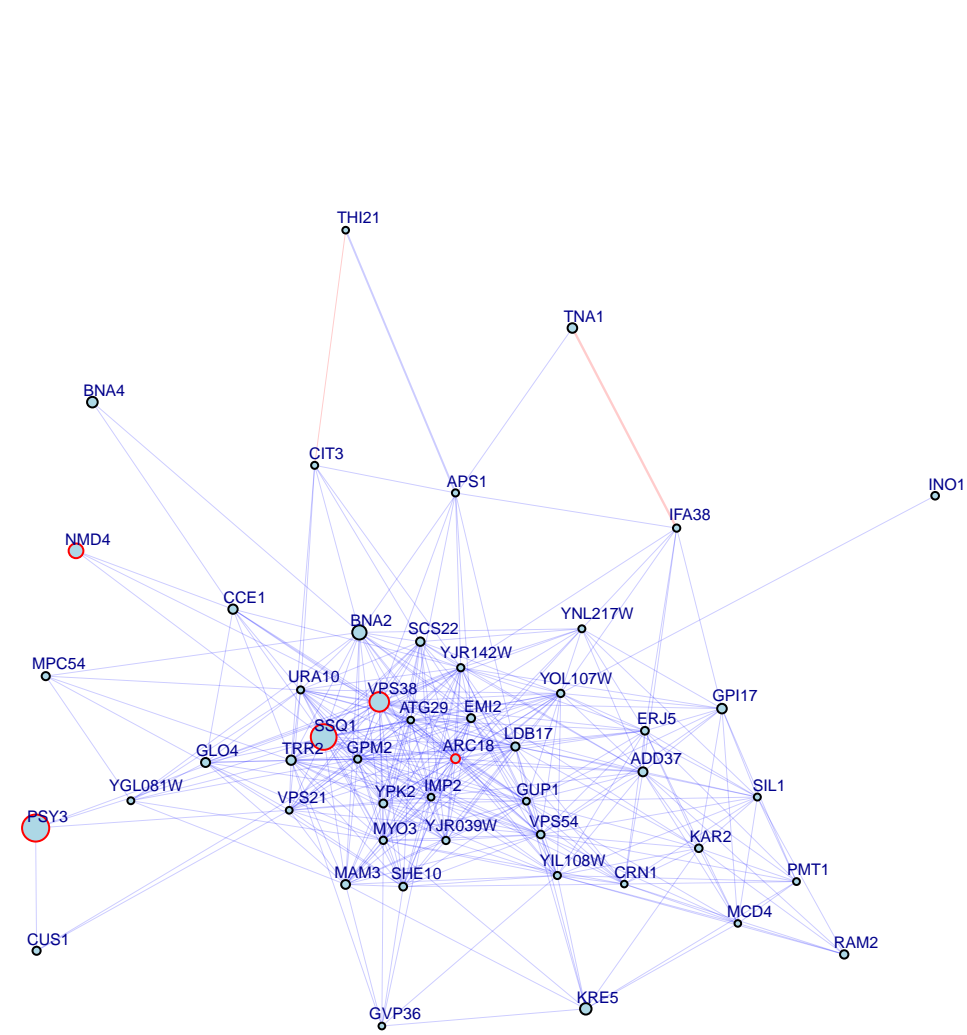 THI21
TNA1
BNA4
CIT3
APS1
INO1
IFA38
NMD4
CCE1
BNA2
SCS22
YNL217W
YJR142W
MPC54
URA10
VPS38
YOL107W
GPI17
ATG29
EMI2
SSQ1
ERJ5
GLO4
TRR2
GPM2
ARC18
LDB17
ADD37
YGL081W
VPS21
YPK2
IMP2
GUP1
SIL1
PSY3
MYO3
YJR039W
VPS54
KAR2
MAM3
SHE10
YIL108W
CRN1
PMT1
MCD4
CUS1
RAM2
KRE5
GVP36